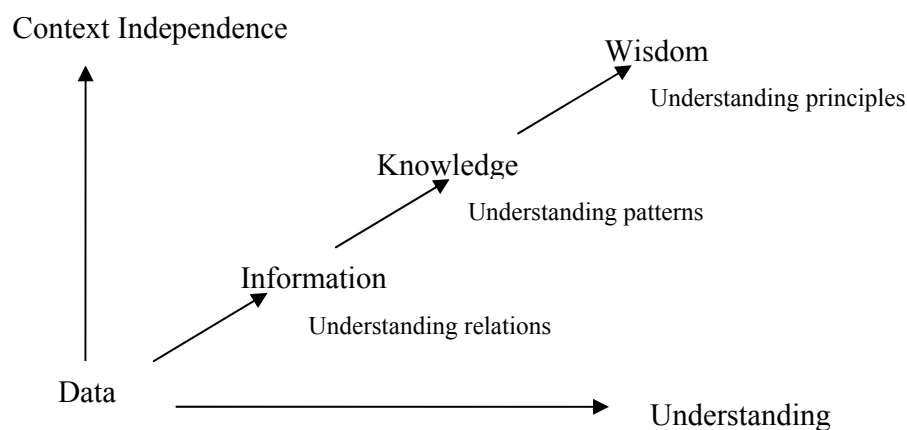 Context Independence
Wisdom
Understanding principles
Knowledge
Understanding patterns
Information
Understanding relations
Data
Understanding